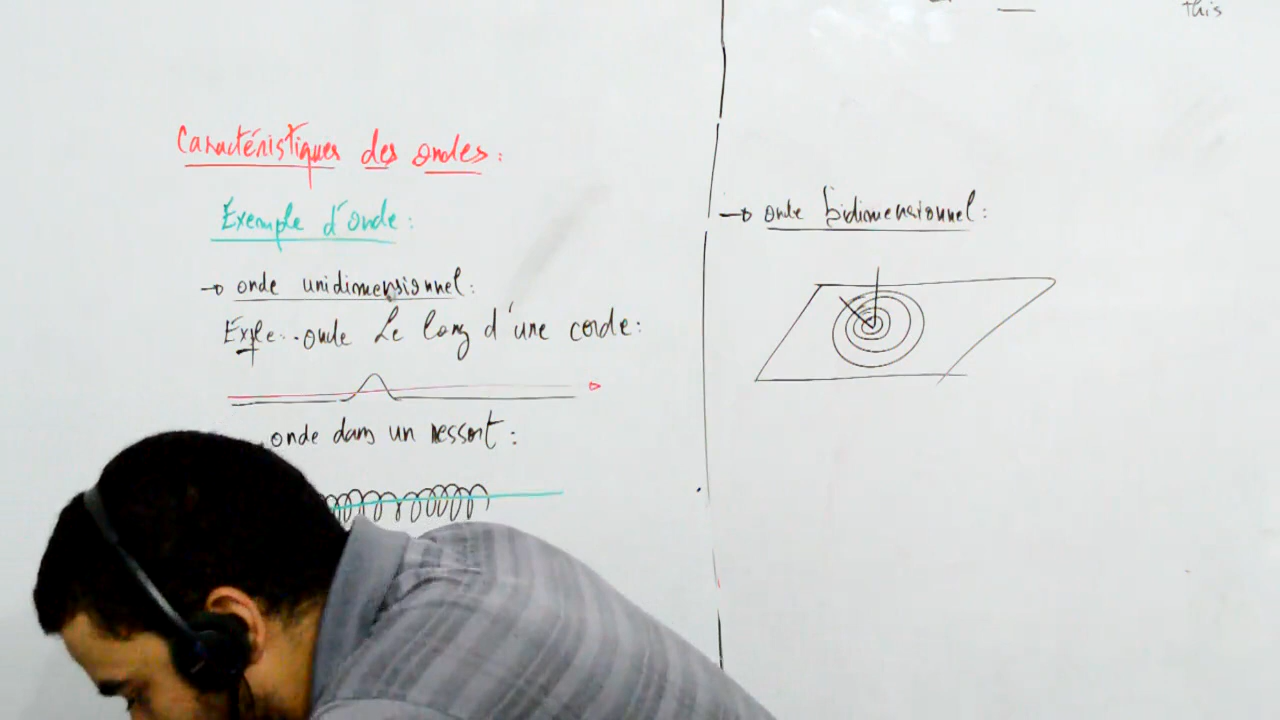 Caractéristiques des ondes :
Exemple d'onde :
→ onde unidimensionnel :
Exple : . onde Le long d'une corde :
. onde dans un ressort :
this
→ onde bidimensionnel :